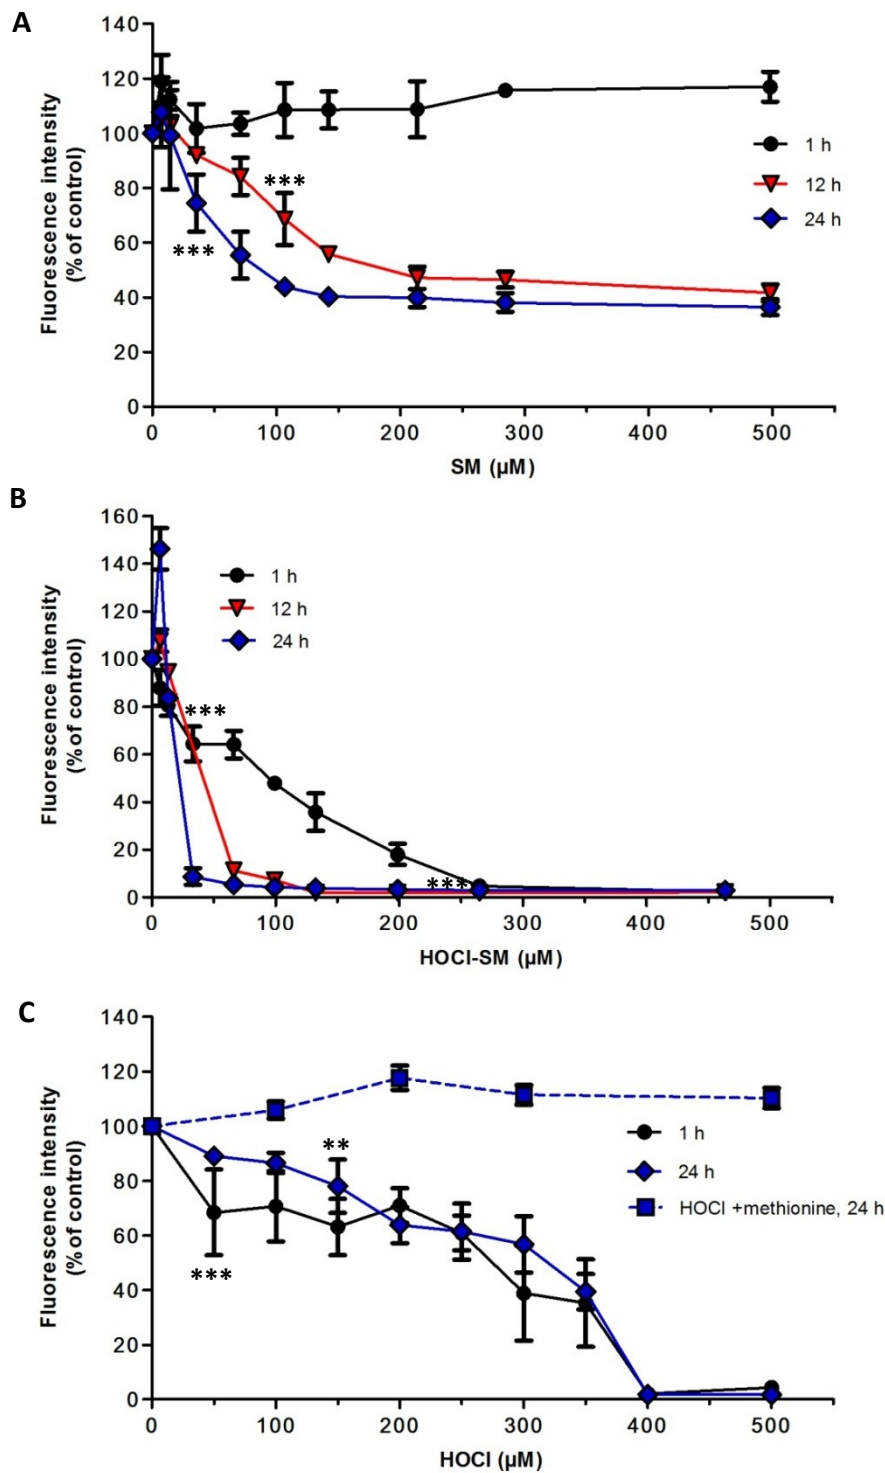 A
Fluorescence intensity
(% of control)
140
120
100
80
60
40
20
0
***
***
1 h
12 h
24 h
0 100 200 300 400 500
SM (µM)
B
Fluorescence intensity
(% of control)
160
140
120
100
80
60
40
20
0
1 h
12 h
24 h
***
***
0 100 200 300 400 500
HOCl-SM (µM)
C
Fluorescence intensity
(% of control)
140
120
100
80
60
40
20
0
**
***
1 h
24 h
HOCl +methionine, 24 h
0 100 200 300 400 500
HOCl (µM)